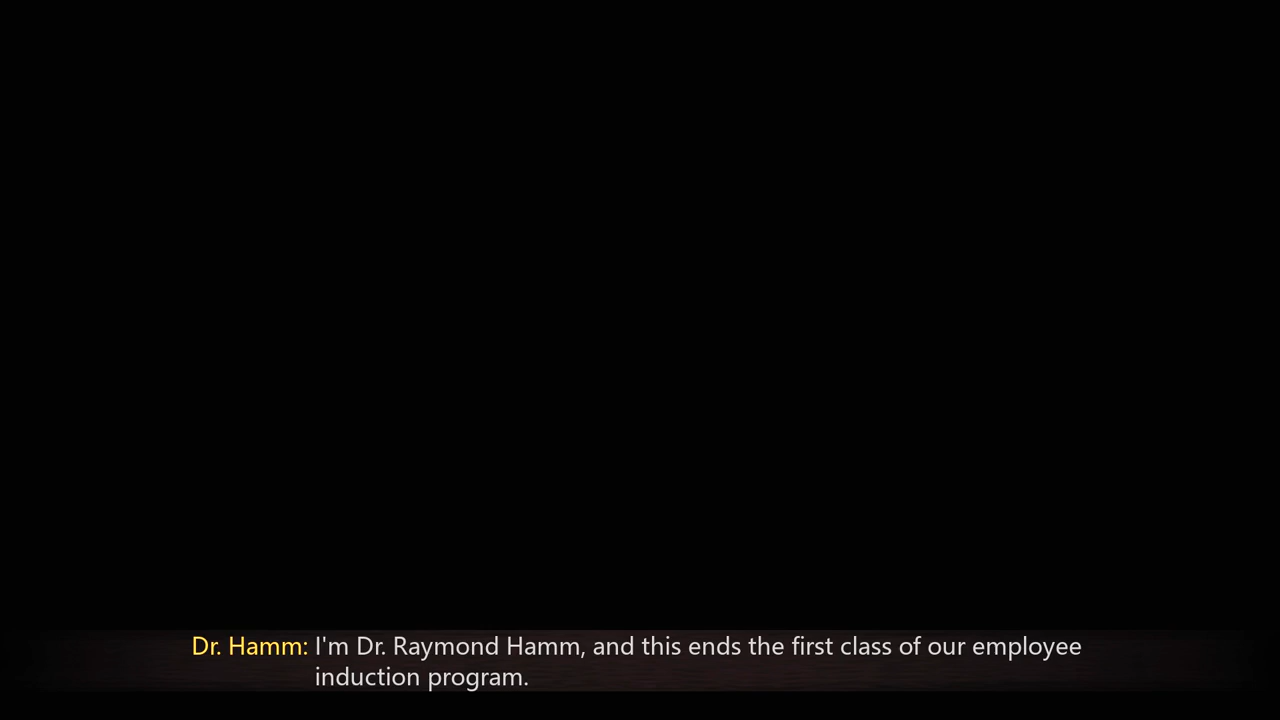 Dr. Hamm: I'm Dr. Raymond Hamm, and this ends the first class of our employee
induction program.